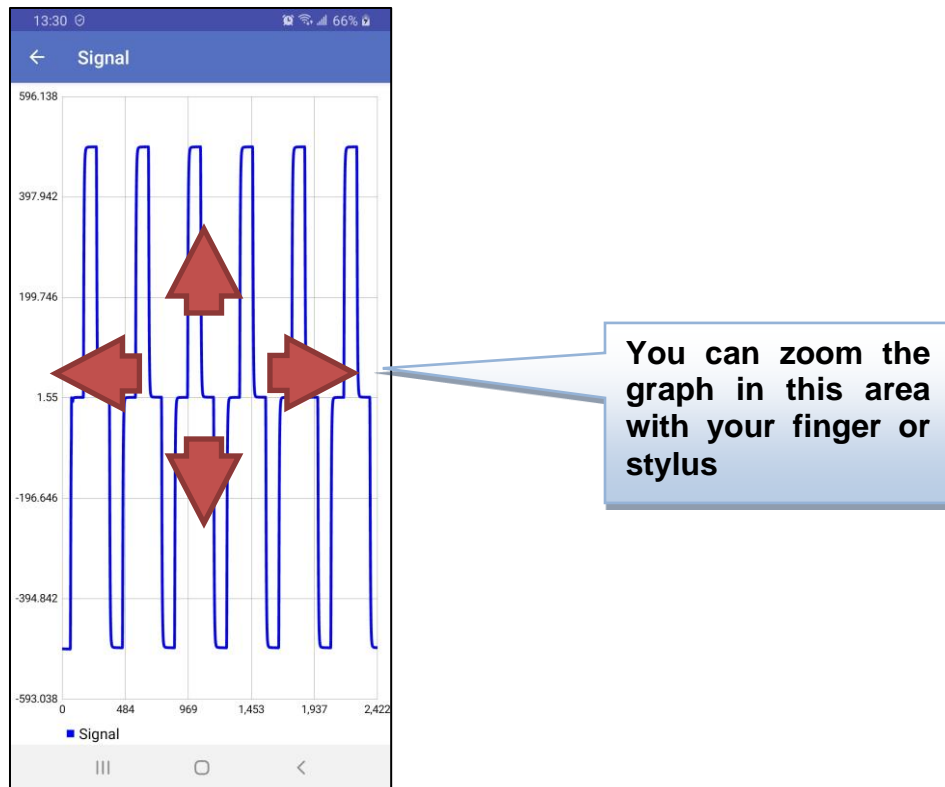 13:30 66%
Signal
596.138
397.942
199.746
1.55
-196.646
-394.842
-593.038
0 484 969 1,453 1,937 2,422
Signal
You can zoom the
graph in this area
with your finger or
stylus